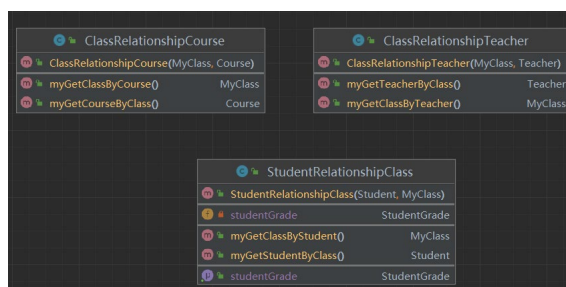 ClassRelationshipCourse
ClassRelationshipCourse(MyClass, Course)
myGetClassByCourse() MyClass
myGetCourseByClass() Course
ClassRelationshipTeacher
ClassRelationshipTeacher(MyClass, Teacher)
myGetTeacherByClass() Teacher
myGetClassByTeacher() MyClass
StudentRelationshipClass
StudentRelationshipClass(Student, MyClass)
studentGrade StudentGrade
myGetClassByStudent() MyClass
myGetStudentByClass() Student
studentGrade StudentGrade